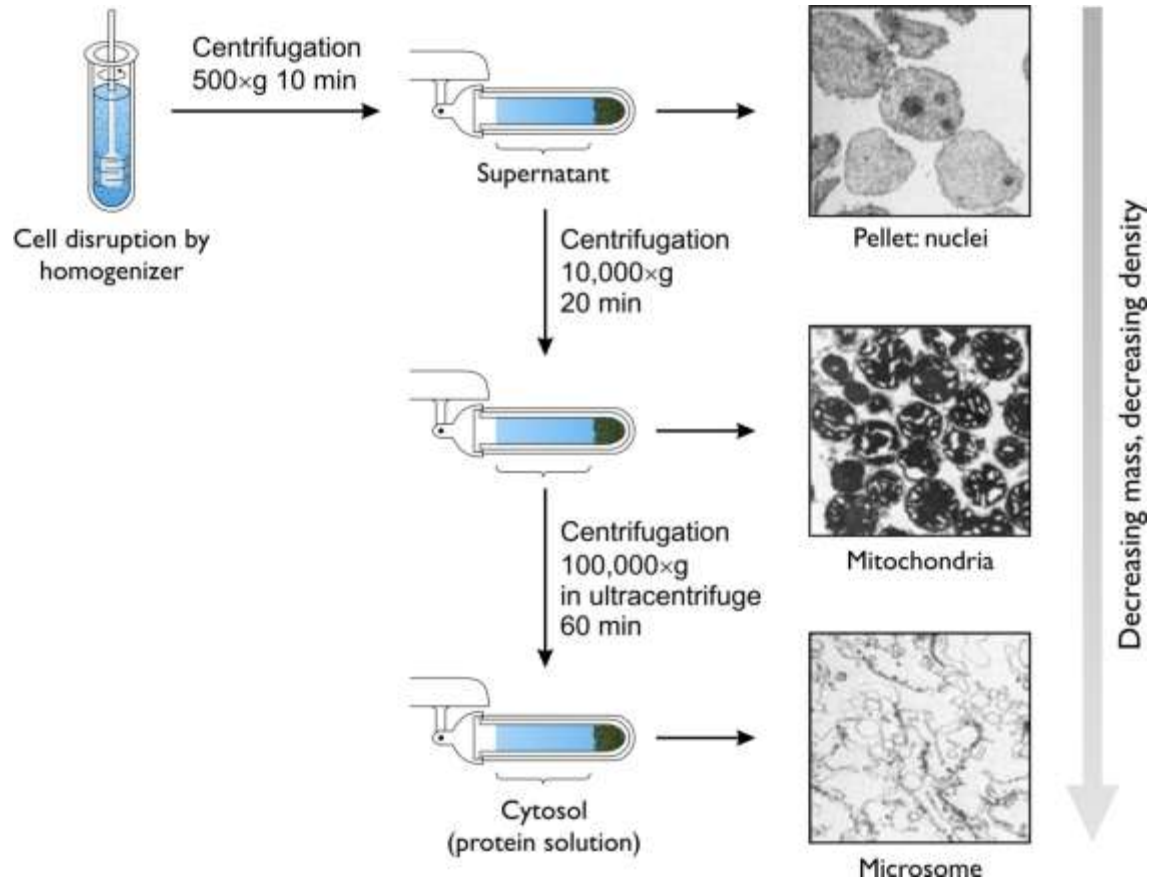 Centrifugation
500×g 10 min
Supernatant
Cell disruption by
homogenizer
Pellet: nuclei
Centrifugation
10,000×g
20 min
Mitochondria
Centrifugation
100,000×g
in ultracentrifuge
60 min
Cytosol
(protein solution)
Microsome
Decreasing mass, decreasing density